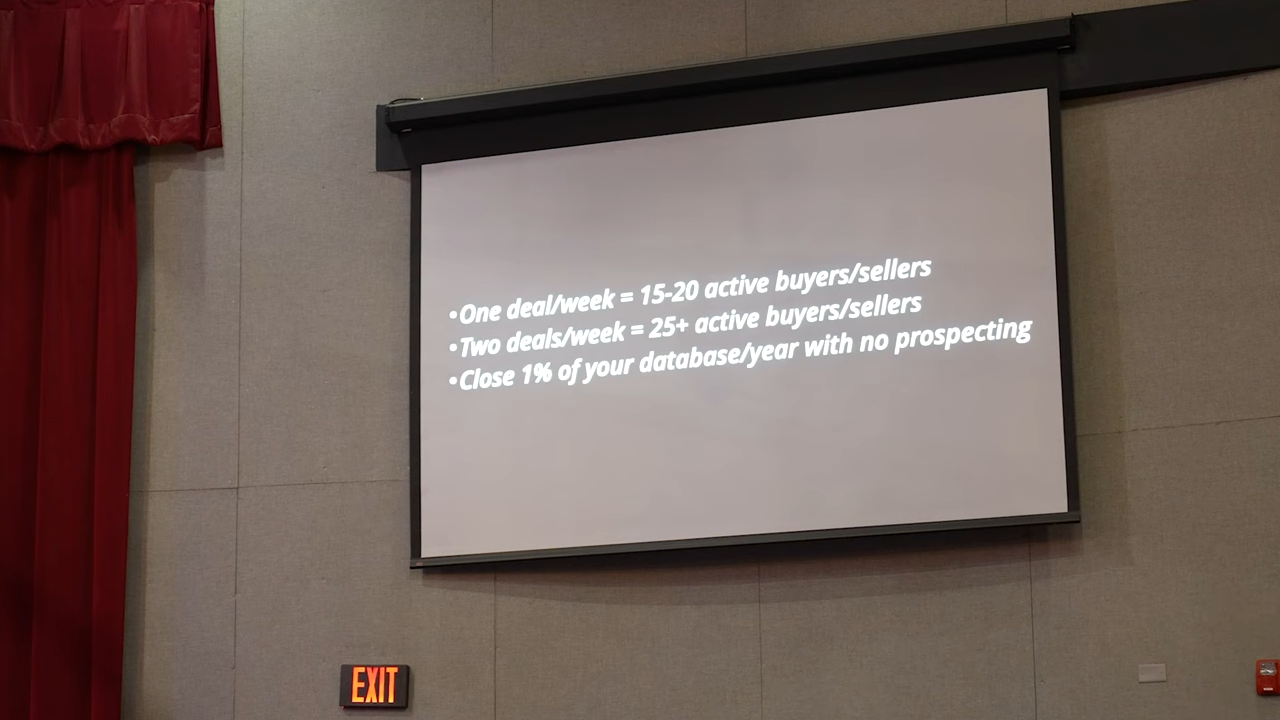 •One deal/week = 15-20 active buyers/sellers
•Two deals/week = 25+ active buyers/sellers
•Close 1% of your database/year with no prospecting
EXIT